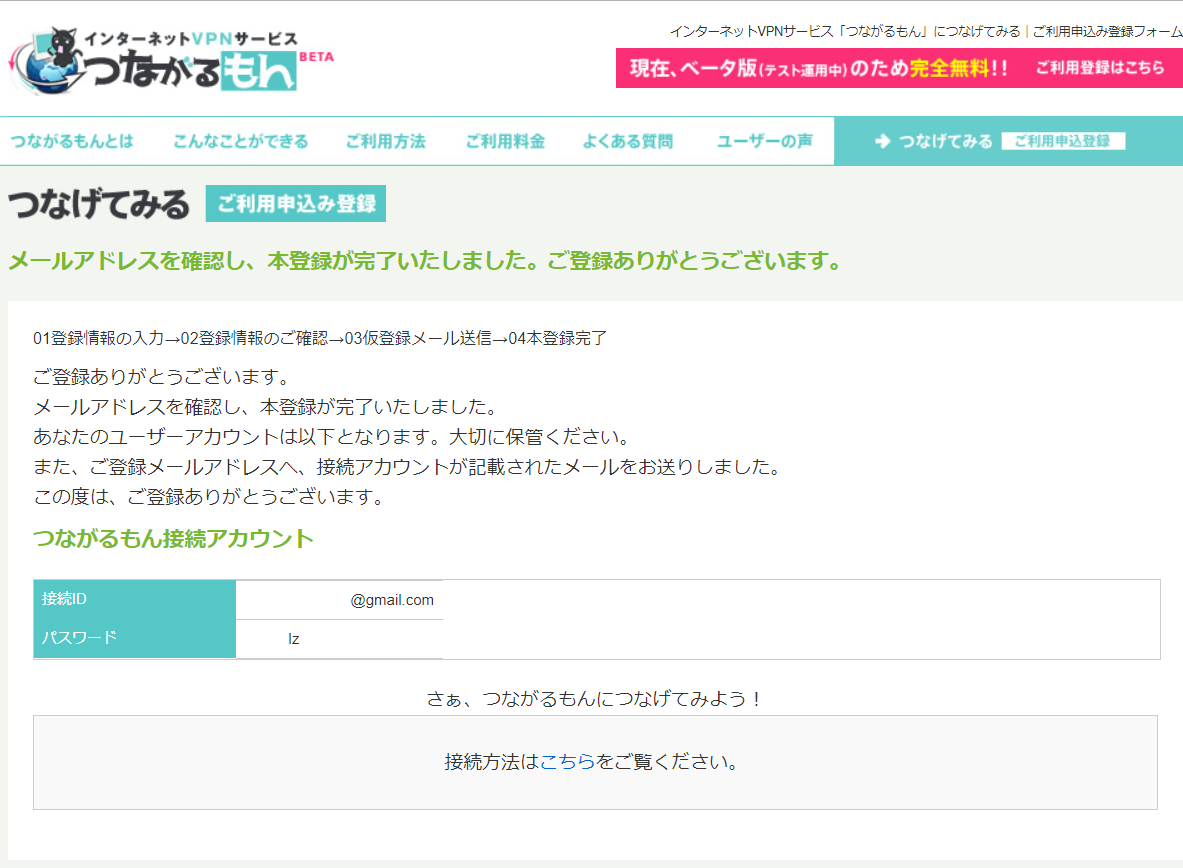 インターネットVPNサービス
つながるもん
BETA
インターネットVPNサービス「つながるもん」につなげてみる｜ご利用申込み登録フォーム
現在、ベータ版(テスト運用中)のため完全無料!! ご利用登録はこちら
つながるもんとは こんなことができる ご利用方法 ご利用料金 よくある質問 ユーザーの声 つなげてみる ご利用申込登録
つなげてみる ご利用申込み登録
メールアドレスを確認し、本登録が完了いたしました。ご登録ありがとうございます。
01登録情報の入力→02登録情報のご確認→03仮登録メール送信→04本登録完了
ご登録ありがとうございます。
メールアドレスを確認し、本登録が完了いたしました。
あなたのユーザーアカウントは以下となります。大切に保管ください。
また、ご登録メールアドレスへ、接続アカウントが記載されたメールをお送りしました。
この度は、ご登録ありがとうございます。
つながるもん接続アカウント
接続ID @gmail.com
パスワード lz
さぁ、つながるもんにつなげてみよう！
接続方法はこちらをご覧ください。